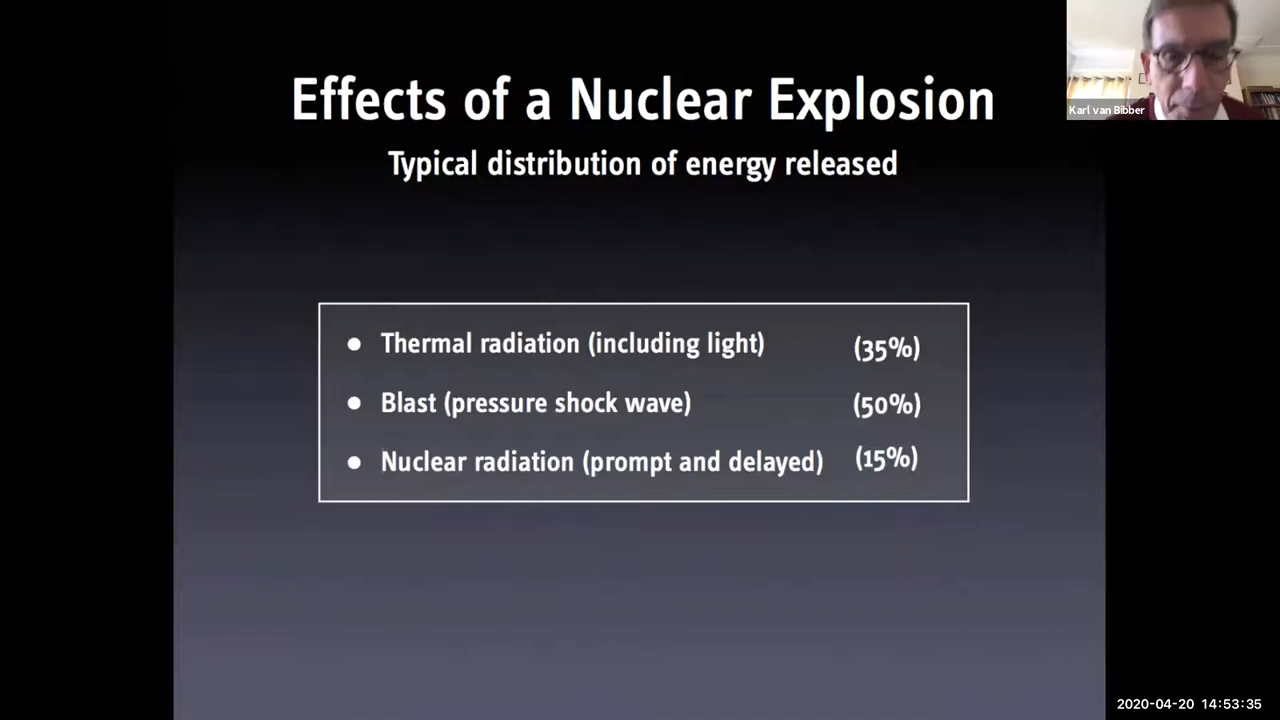 Effects of a Nuclear Explosion
Typical distribution of energy released
Karl van Bibber
• Thermal radiation (including light) (35%)
• Blast (pressure shock wave) (50%)
• Nuclear radiation (prompt and delayed) (15%)
2020-04-20 14:53:35